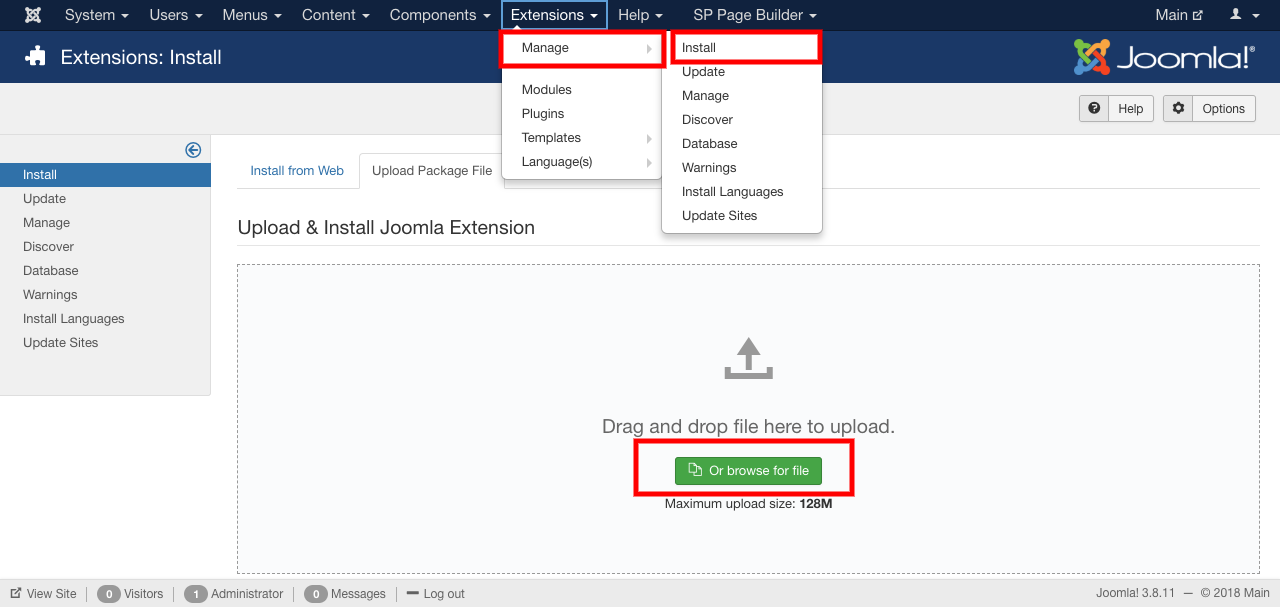 System Users Menus Content Components Extensions Help SP Page Builder Main
Extensions: Install
Joomla!®
Manage
Modules
Plugins
Templates
Language(s)
Install
Update
Manage
Discover
Database
Warnings
Install Languages
Update Sites
Help Options
Install
Update
Manage
Discover
Database
Warnings
Install Languages
Update Sites
Install from Web Upload Package File
Upload & Install Joomla Extension
Drag and drop file here to upload.
Or browse for file
Maximum upload size: 128M
View Site 0 Visitors 1 Administrator 0 Messages Log out Joomla! 3.8.11 — © 2018 Main